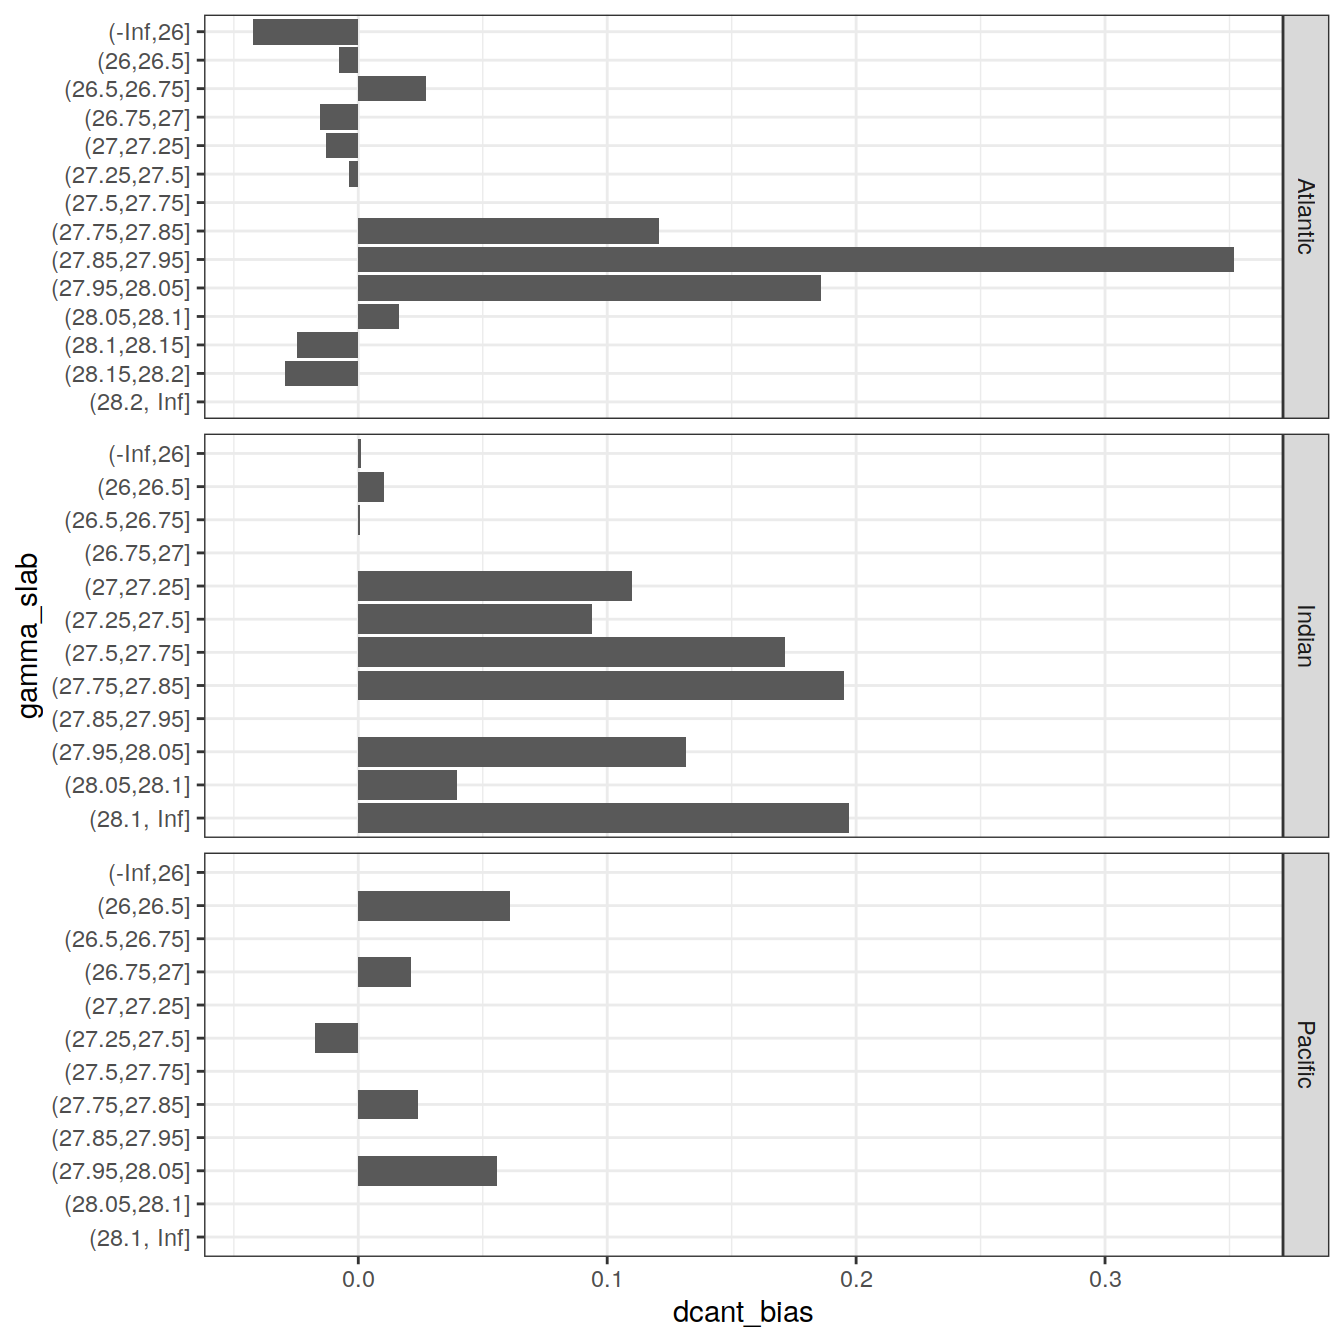 (-Inf,26]
(26,26.5]
(26.5,26.75]
(26.75,27]
(27,27.25]
(27.25,27.5]
(27.5,27.75]
(27.75,27.85]
(27.85,27.95]
(27.95,28.05]
(28.05,28.1]
(28.1,28.15]
(28.15,28.2]
(28.2, Inf]
Atlantic
gamma_slab
(-Inf,26]
(26,26.5]
(26.5,26.75]
(26.75,27]
(27,27.25]
(27.25,27.5]
(27.5,27.75]
(27.75,27.85]
(27.85,27.95]
(27.95,28.05]
(28.05,28.1]
(28.1, Inf]
Indian
(-Inf,26]
(26,26.5]
(26.5,26.75]
(26.75,27]
(27,27.25]
(27.25,27.5]
(27.5,27.75]
(27.75,27.85]
(27.85,27.95]
(27.95,28.05]
(28.05,28.1]
(28.1, Inf]
Pacific
0.0 0.1 0.2 0.3
dcant_bias